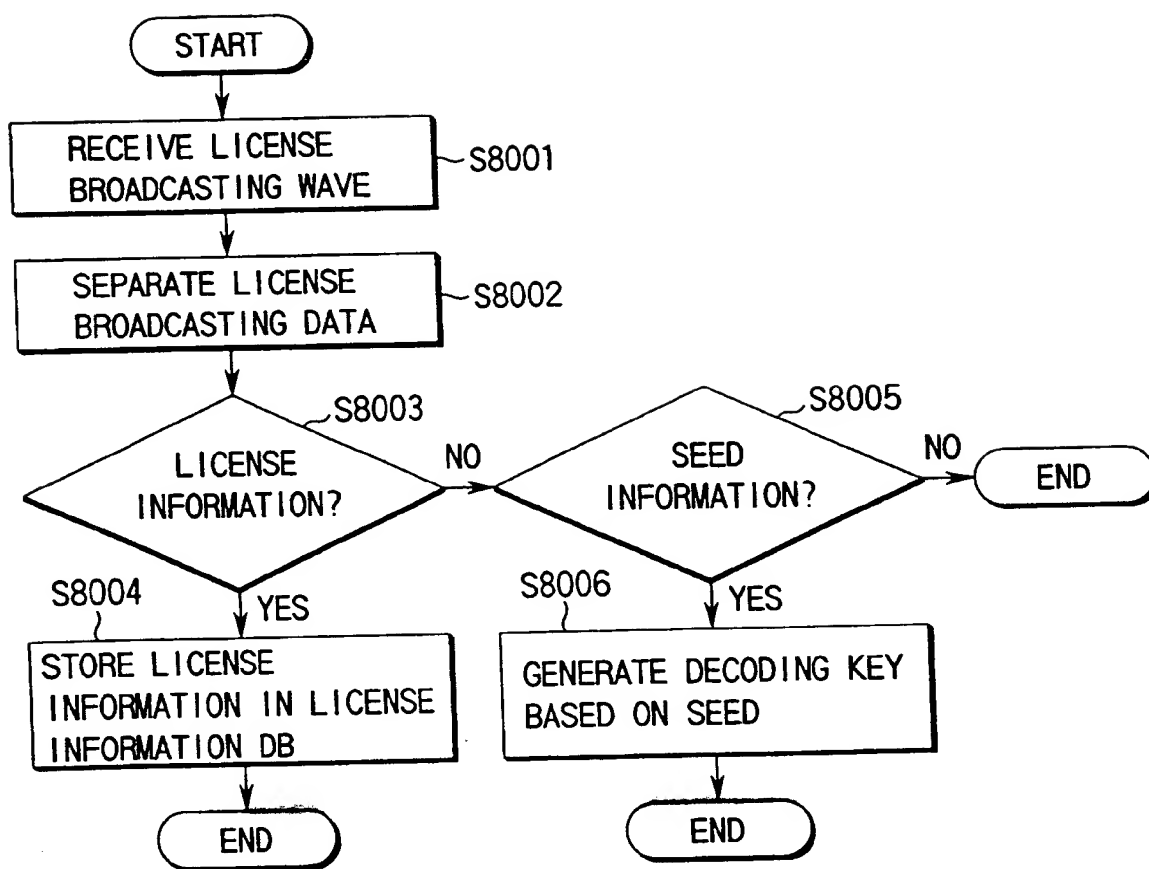 START
RECEIVE LICENSE
BROADCASTING WAVE
S8001
SEPARATE LICENSE
BROADCASTING DATA
S8002
S8003
LICENSE
INFORMATION?
NO
S8005
SEED
INFORMATION?
NO
END
S8004
YES
STORE LICENSE
INFORMATION IN LICENSE
INFORMATION DB
END
S8006
YES
GENERATE DECODING KEY
BASED ON SEED
END